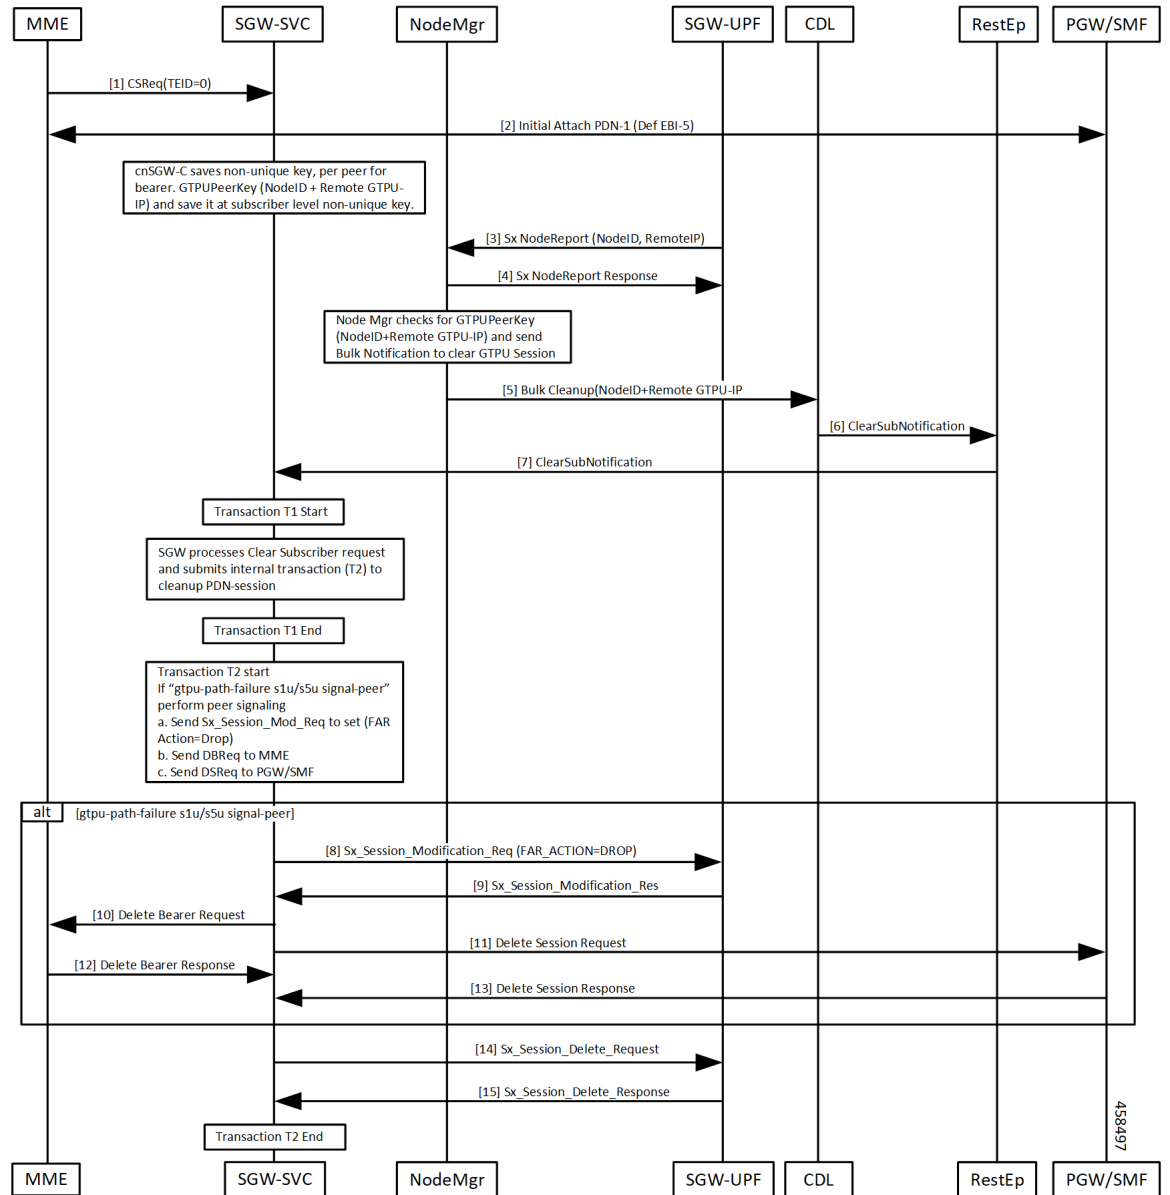 MME
SGW-SVC
NodeMgr
SGW-UPF
CDL
RestEp
PGW/SMF
[1] CSReq(TEID=0)
[2] Initial Attach PDN-1 (Def EBI-5)
cnSGW-C saves non-unique key, per peer for
bearer. GTPUPeerKey (NodeID + Remote GTPU-
IP) and save it at subscriber level non-unique key.
[3] Sx NodeReport (NodeID, RemoteIP)
[4] Sx NodeReport Response
Node Mgr checks for GTPUPeerKey
(NodeID+Remote GTPU-IP) and send
Bulk Notification to clear GTPU Session
[5] Bulk Cleanup(NodeID+Remote GTPU-IP
[6] ClearSubNotification
[7] ClearSubNotification
Transaction T1 Start
SGW processes Clear Subscriber request
and submits internal transaction (T2) to
cleanup PDN-session
Transaction T1 End
Transaction T2 start
If “gtpu-path-failure s1u/s5u signal-peer”
perform peer signaling
a. Send Sx_Session_Mod_Req to set (FAR
Action=Drop)
b. Send DBReq to MME
c. Send DSReq to PGW/SMF
alt
[gtpu-path-failure s1u/s5u signal-peer]
[8] Sx_Session_Modification_Req (FAR_ACTION=DROP)
[9] Sx_Session_Modification_Res
[10] Delete Bearer Request
[11] Delete Session Request
[12] Delete Bearer Response
[13] Delete Session Response
[14] Sx_Session_Delete_Request
[15] Sx_Session_Delete_Response
Transaction T2 End
458497
MME
SGW-SVC
NodeMgr
SGW-UPF
CDL
RestEp
PGW/SMF